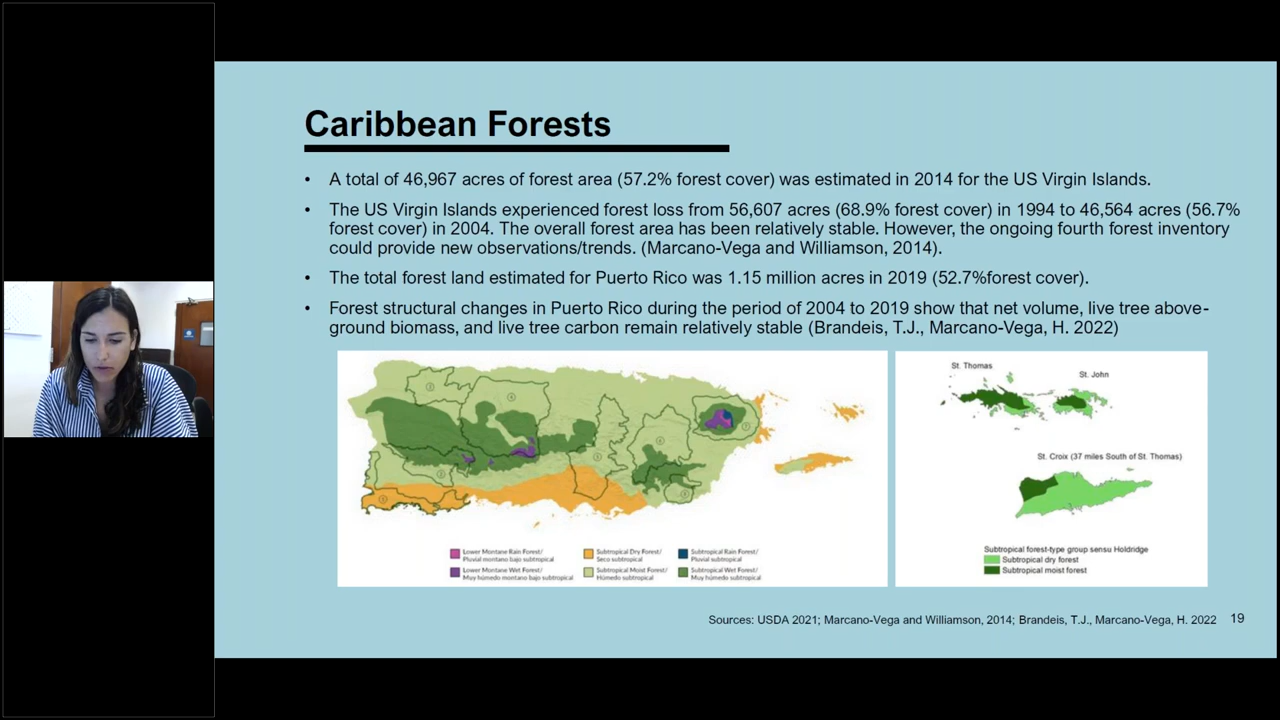 Caribbean Forests
• A total of 46,967 acres of forest area (57.2% forest cover) was estimated in 2014 for the US Virgin Islands.
• The US Virgin Islands experienced forest loss from 56,607 acres (68.9% forest cover) in 1994 to 46,564 acres (56.7%
forest cover) in 2004. The overall forest area has been relatively stable. However, the ongoing fourth forest inventory
could provide new observations/trends. (Marcano-Vega and Williamson, 2014).
• The total forest land estimated for Puerto Rico was 1.15 million acres in 2019 (52.7%forest cover).
• Forest structural changes in Puerto Rico during the period of 2004 to 2019 show that net volume, live tree above-
ground biomass, and live tree carbon remain relatively stable (Brandeis, T.J., Marcano-Vega, H. 2022)
Lower Montane Rain Forest/
Pluvial montano bajo subtropical
Subtropical Dry Forest/
Seco subtropical
Subtropical Rain Forest/
Pluvial subtropical
Lower Montane Wet Forest/
Muy húmedo montano bajo subtropical
Subtropical Moist Forest/
Húmedo subtropical
Subtropical Wet Forest/
Muy húmedo subtropical
St. Thomas
St. John
St. Croix (37 miles South of St. Thomas)
Subtropical forest-type group sensu Holdridge
Subtropical dry forest
Subtropical moist forest
Sources: USDA 2021; Marcano-Vega and Williamson, 2014; Brandeis, T.J., Marcano-Vega, H. 2022
19